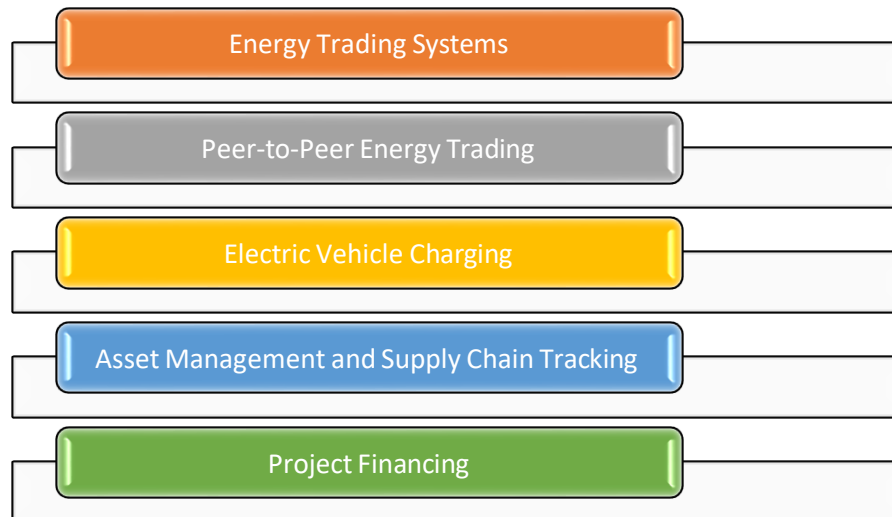 Energy Trading Systems
Peer-to-Peer Energy Trading
Electric Vehicle Charging
Asset Management and Supply Chain Tracking
Project Financing